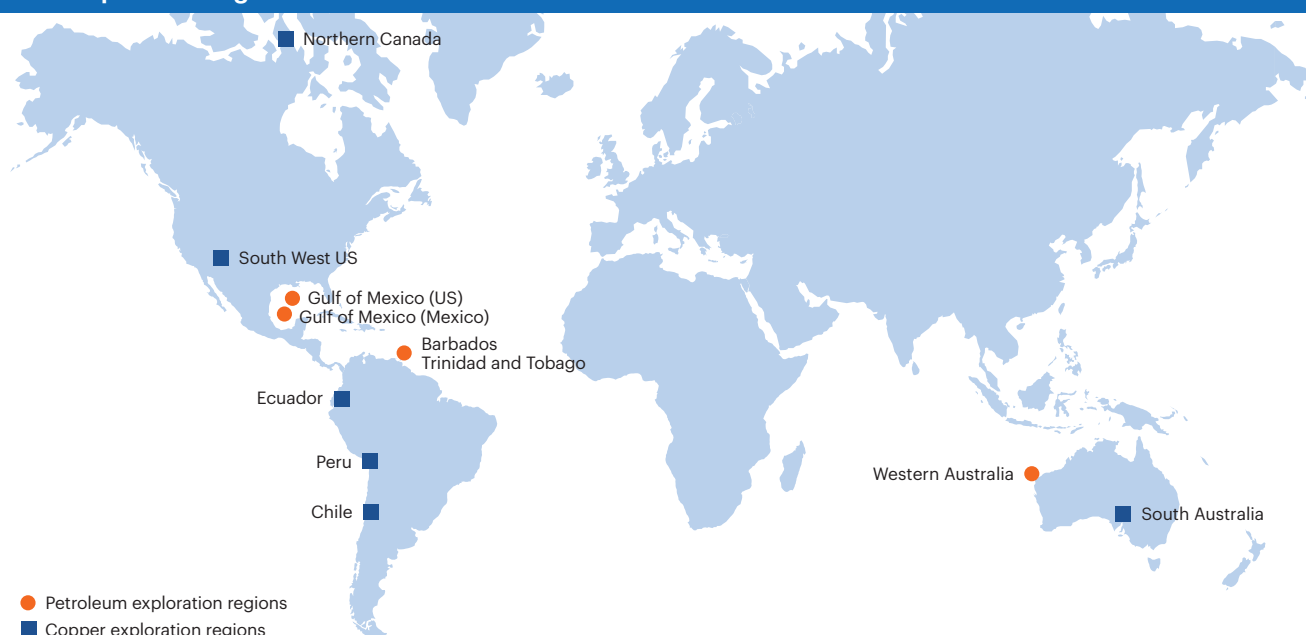 Northern Canada
South West US
Gulf of Mexico (US)
Gulf of Mexico (Mexico)
Barbados
Trinidad and Tobago
Ecuador
Peru
Chile
Western Australia
South Australia
Petroleum exploration regions
Copper exploration regions